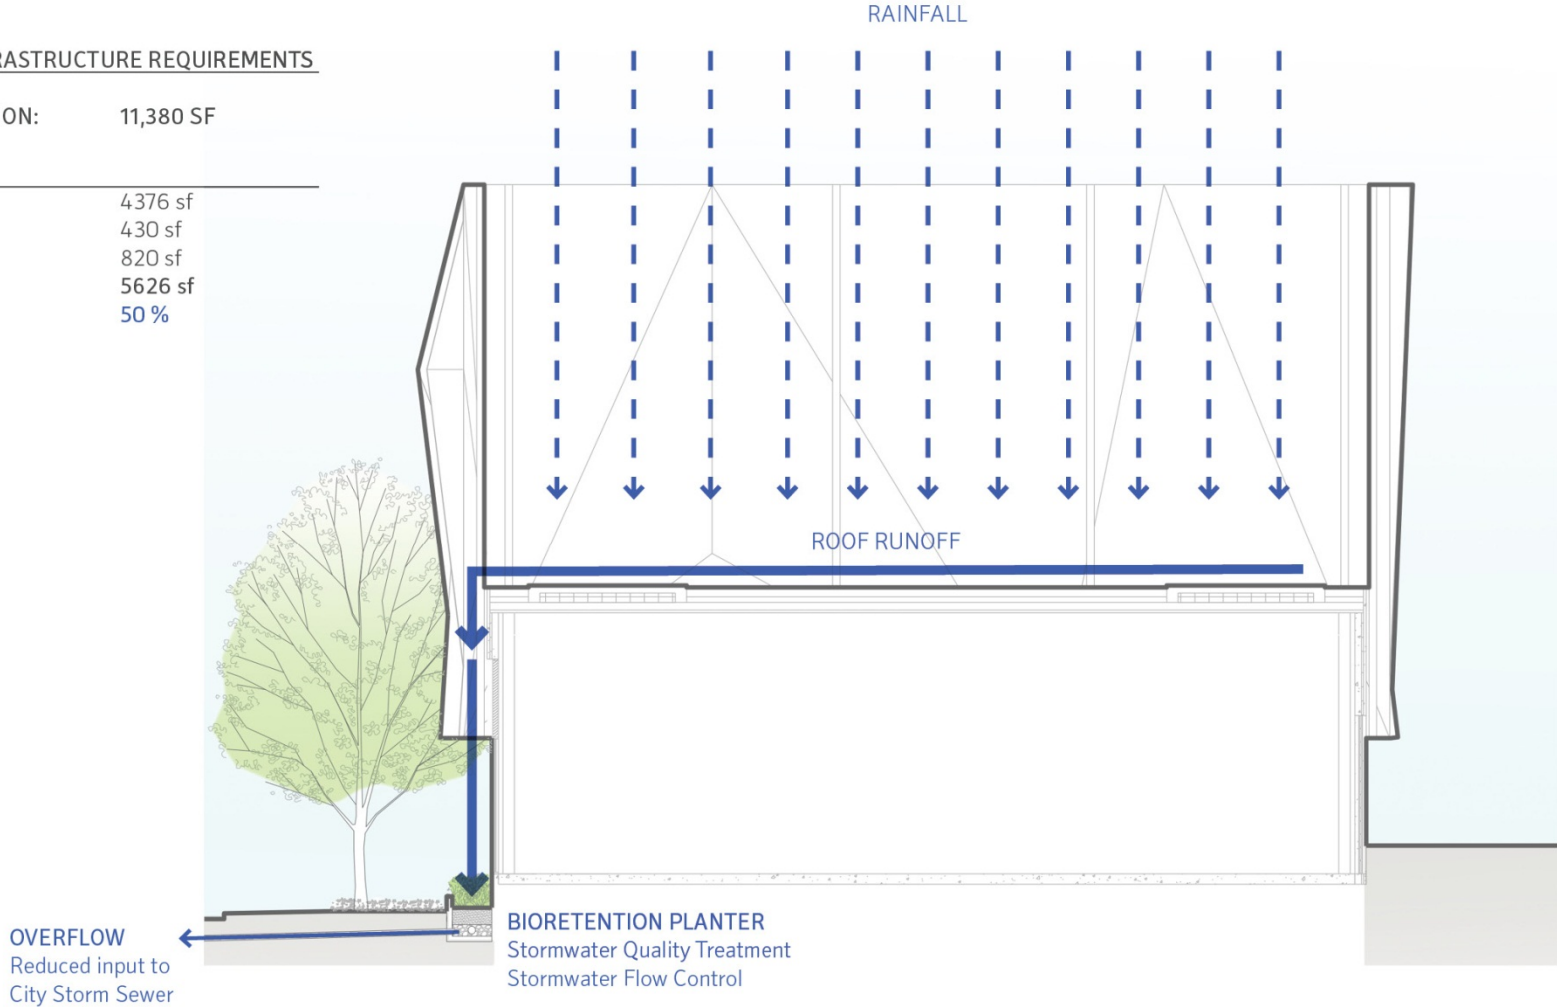 RAINFALL
RASTRUCTURE REQUIREMENTS
ON: 11,380 SF
4376 sf
430 sf
820 sf
5626 sf
50 %
ROOF RUNOFF
OVERFLOW
Reduced input to
City Storm Sewer
BIORETENTION PLANTER
Stormwater Quality Treatment
Stormwater Flow Control